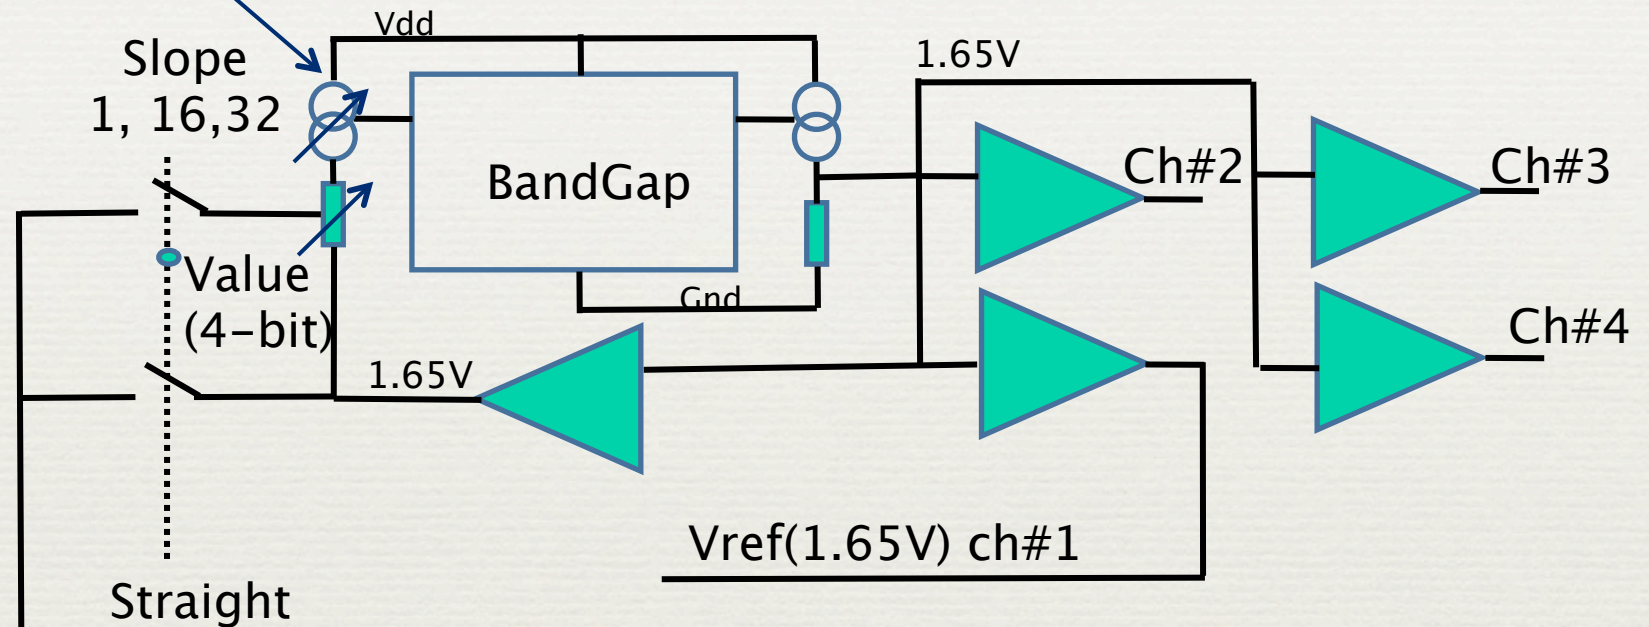 Vdd
Slope
1, 16,32
1.65V
BandGap
Ch#2
Ch#3
Value
(4-bit)
Gnd
Ch#4
1.65V
Vref(1.65V) ch#1
Straight